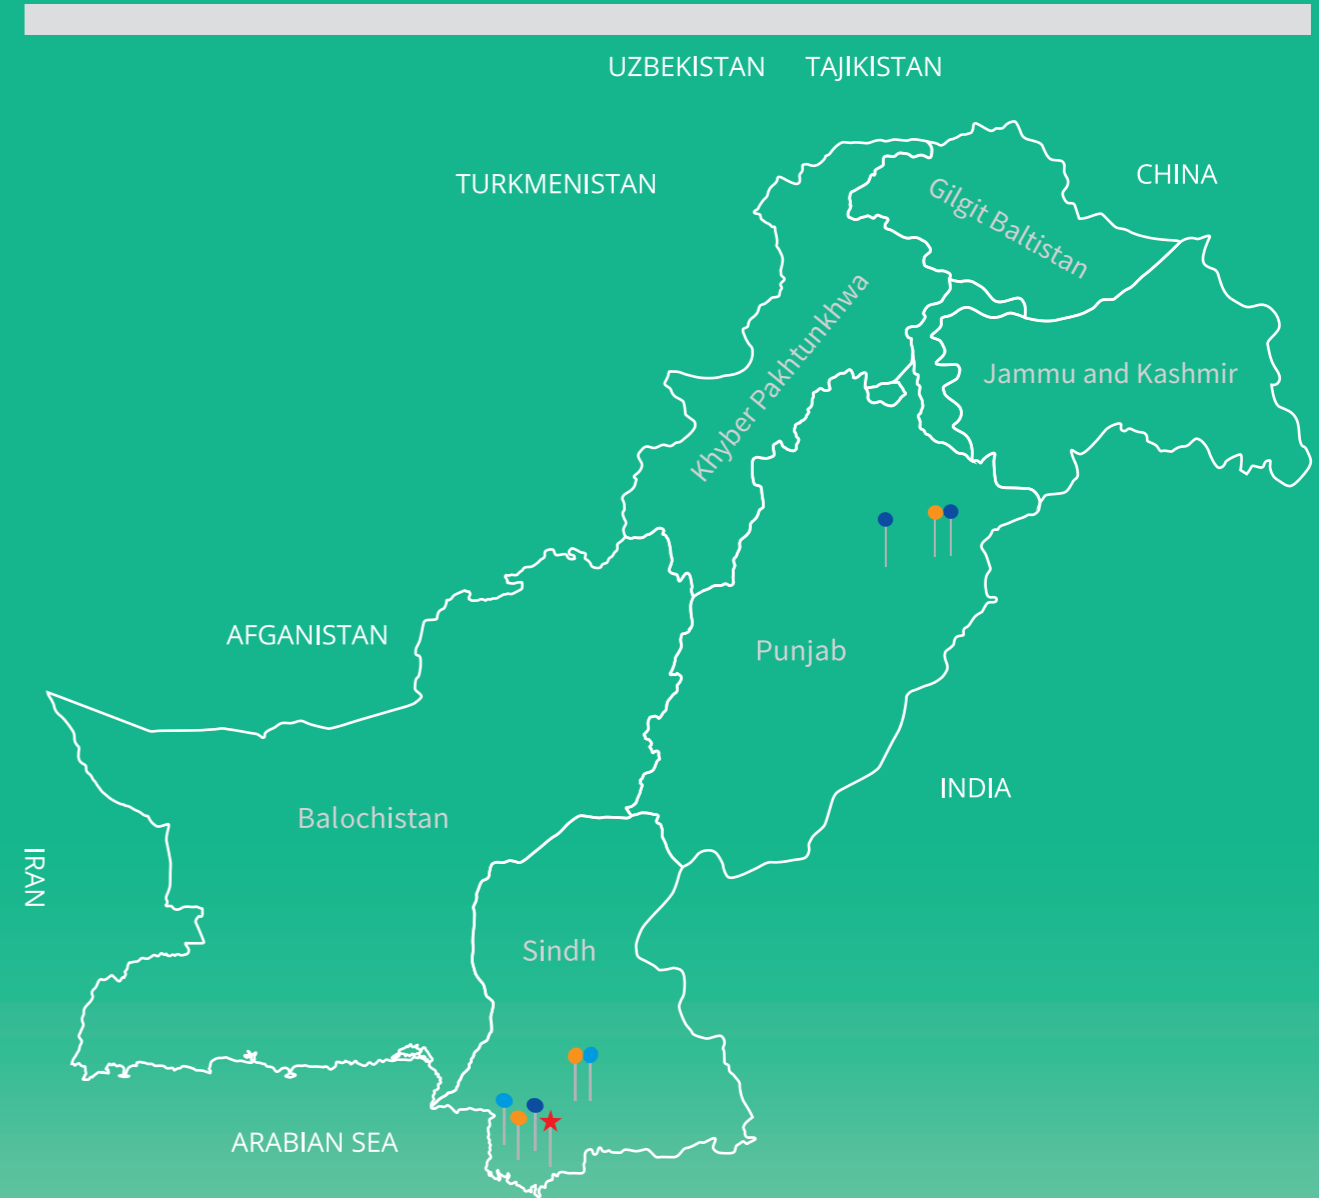 UZBEKISTAN TAJIKISTAN
TURKMENISTAN
CHINA
Gilgit Baltistan
Khyber Pakhtunkhwa
Jammu and Kashmir
AFGANISTAN
Punjab
INDIA
Balochistan
IRAN
Sindh
ARABIAN SEA